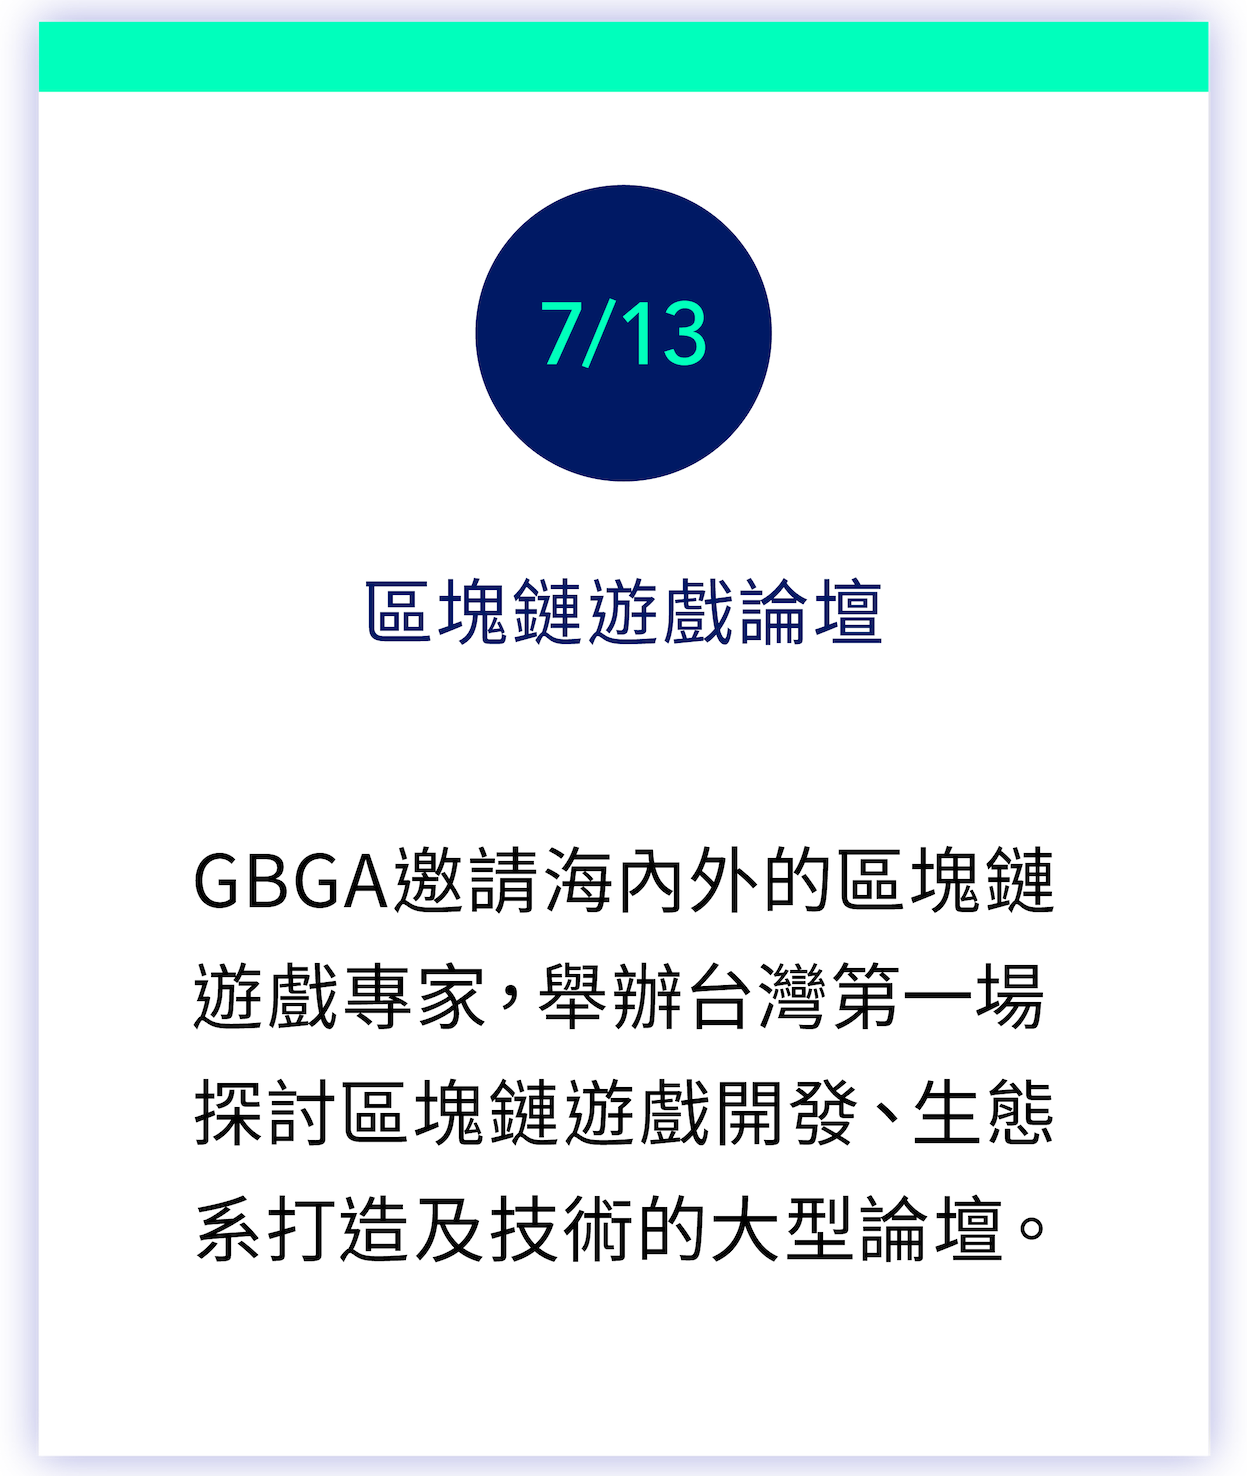 7/13
區塊鏈遊戲論壇
GBGA邀請海內外的區塊鏈
遊戲專家，舉辦台灣第一場
探討區塊鏈遊戲開發、生態
系打造及技術的大型論壇。